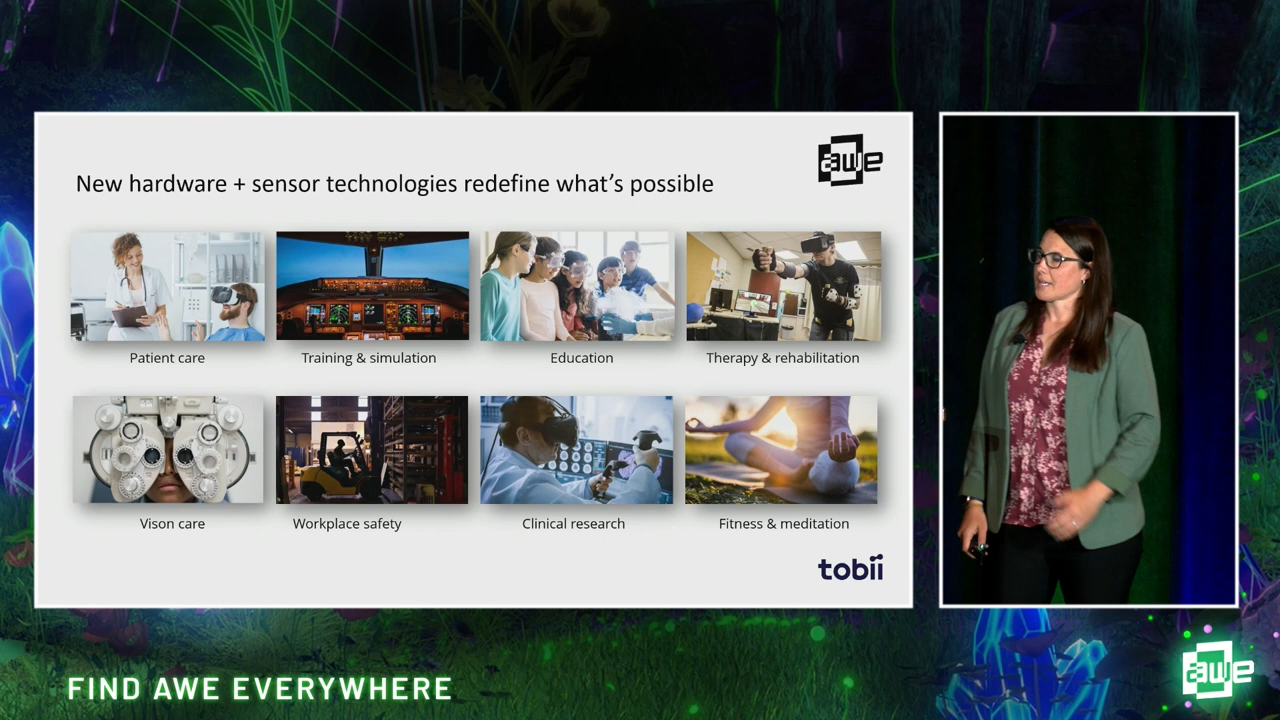 awe
New hardware + sensor technologies redefine what's possible
Patient care
Training & simulation
Education
Therapy & rehabilitation
Vison care
Workplace safety
Clinical research
Fitness & meditation
tobii
FIND AWE EVERYWHERE
awe